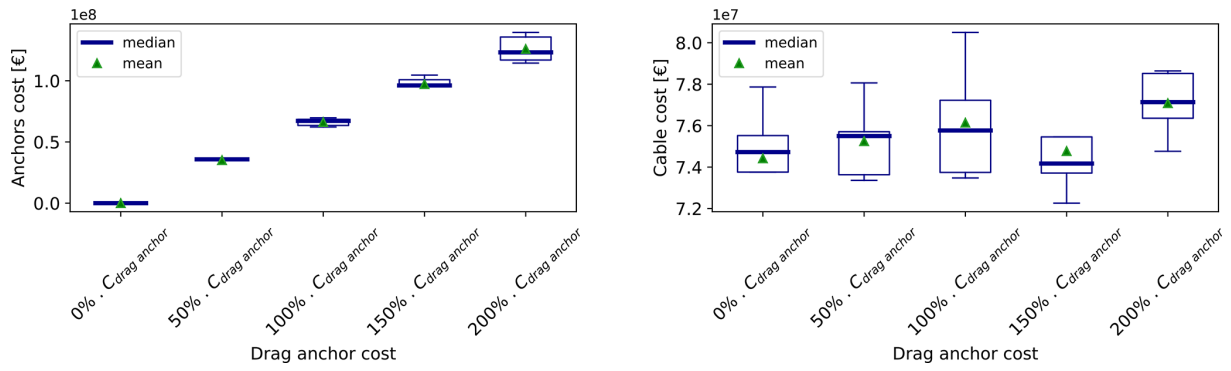 1e8
Anchors cost [€]
1.0
0.5
0.0
median
mean
0% . C_drag anchor
50% . C_drag anchor
100% . C_drag anchor
150% . C_drag anchor
200% . C_drag anchor
Drag anchor cost
1e7
Cable cost [€]
8.0
7.8
7.6
7.4
7.2
median
mean
0% . C_drag anchor
50% . C_drag anchor
100% . C_drag anchor
150% . C_drag anchor
200% . C_drag anchor
Drag anchor cost